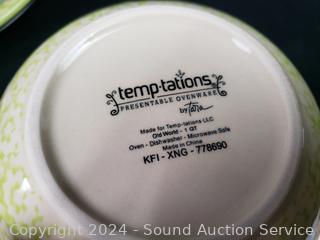 temp-tations
PRESENTABLE OVENWARE
by Tara
Made for Temp-tations LLC
Old World - 1 QT
Oven - Dishwasher - Microwave Safe
Made in China
KFI - XNG - 778690
Copyright 2024 - Sound Auction Service